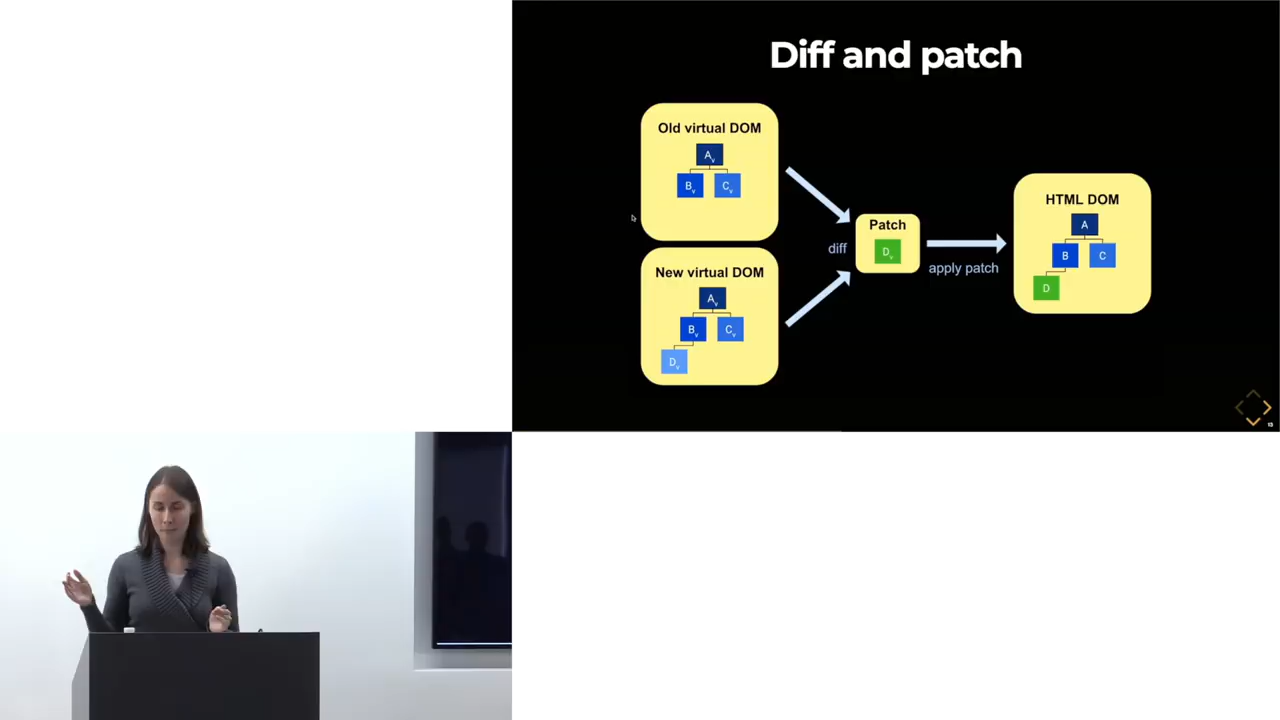 Diff and patch
Old virtual DOM
Av
Bv Cv
New virtual DOM
Av
Bv Cv
Dv
diff
Patch
Dv
apply patch
HTML DOM
A
B C
D
13